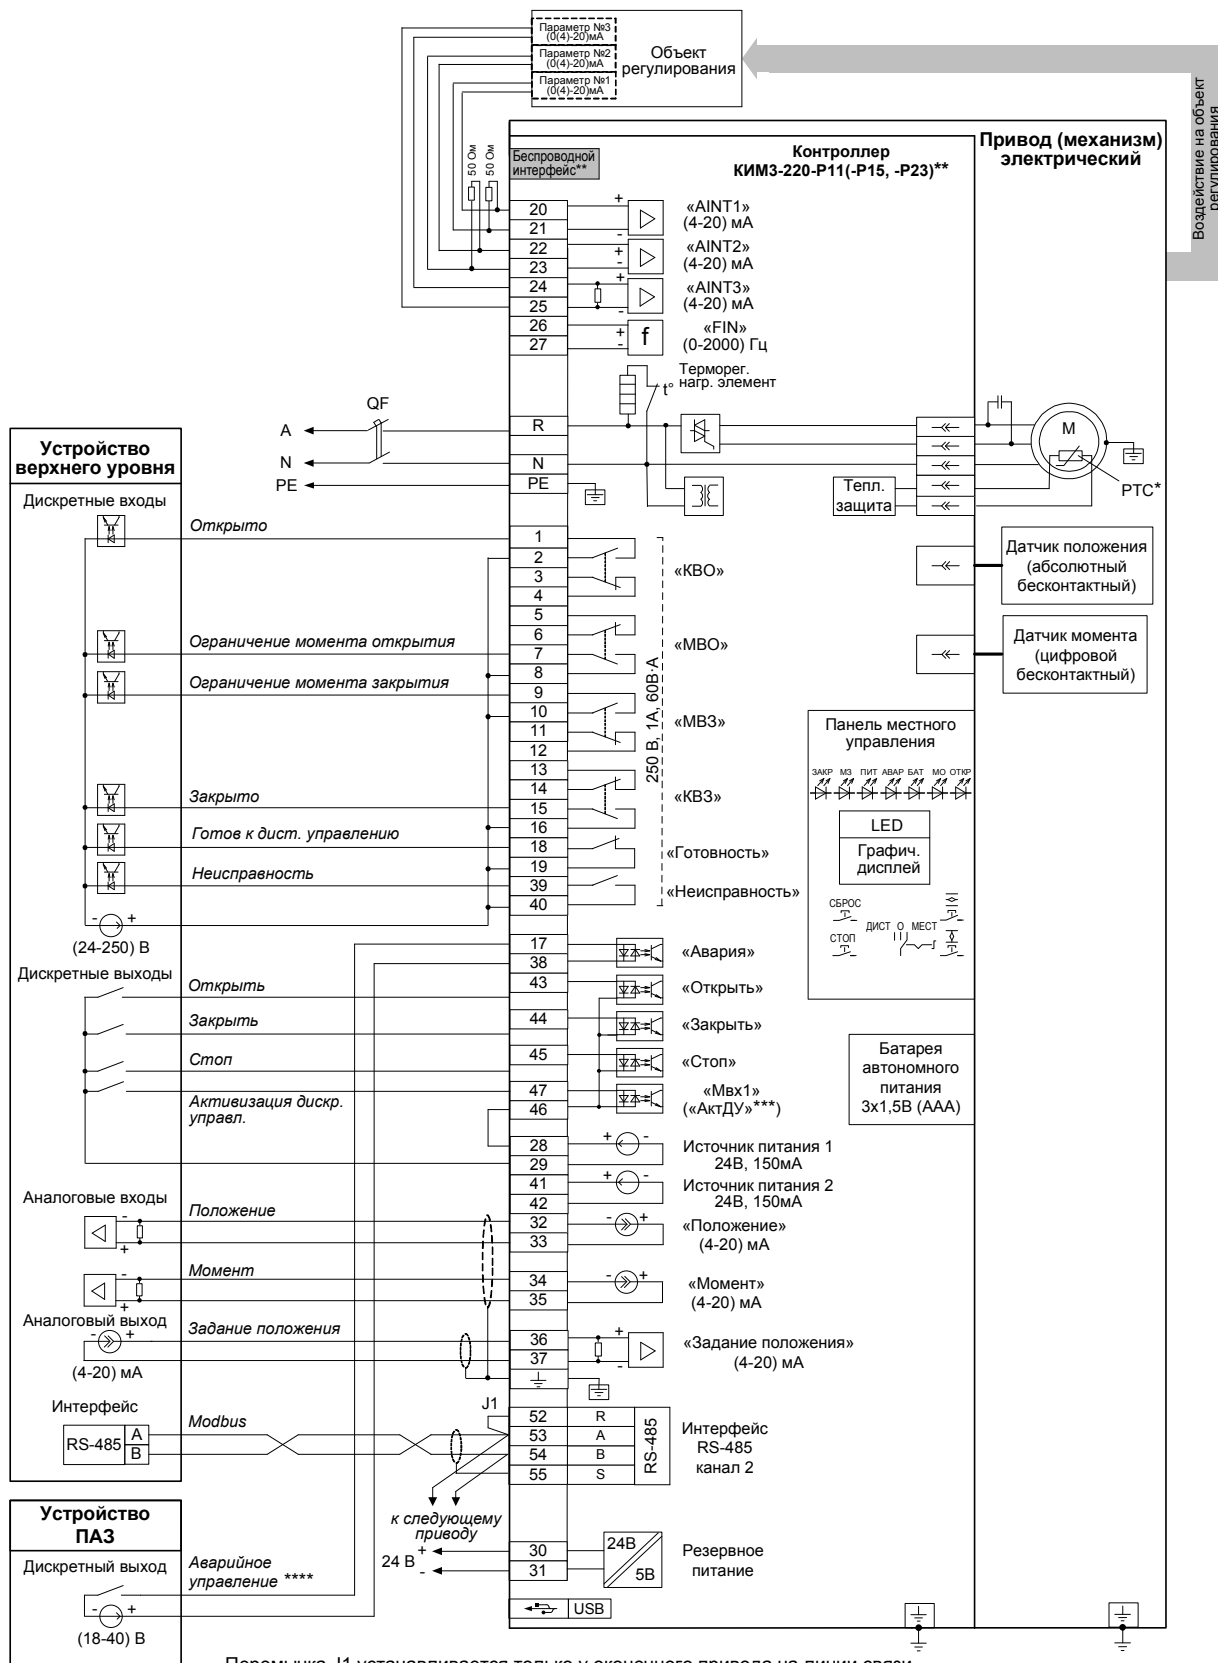 Параметр №3
(0(4)-20)мА
Параметр №2
(0(4)-20)мА
Параметр №1
(0(4)-20)мА
Объект
регулирования
Воздействие на объект
регулирования
50 Ом
50 Ом
Беспроводной
интерфейс**
Контроллер
КИМ3-220-Р11(-Р15, -Р23)**
Привод (механизм)
электрический
20
21
22
23
24
25
26
27
+
-
«AINT1»
(4-20) мА
+
-
«AINT2»
(4-20) мА
+
-
«AINT3»
(4-20) мА
+
-
f
«FIN»
(0-2000) Гц
Терморег.
нагр. элемент
t°
QF
A
N
PE
R
N
PE
M
PTC*
Тепл.
защита
Датчик положения
(абсолютный
бесконтактный)
Датчик момента
(цифровой
бесконтактный)
Устройство
верхнего уровня
Дискретные входы
Открыто
Ограничение момента открытия
Ограничение момента закрытия
Закрыто
Готов к дист. управлению
Неисправность
- +
(24-250) В
1
2
3
4
5
6
7
8
9
10
11
12
13
14
15
16
18
19
39
40
«КВО»
«МВО»
«МВЗ»
«КВЗ»
«Готовность»
«Неисправность»
250 В, 1А, 60В·А
Панель местного
управления
ЗАКР МЗ ПИТ АВАР БАТ МО ОТКР
LED
Графич.
дисплей
СБРОС
СТОП
ДИСТ О МЕСТ
Батарея
автономного
питания
3х1,5В (ААА)
Дискретные выходы
Открыть
Закрыть
Стоп
Активизация дискр.
управл.
17
38
43
44
45
47
46
28
29
41
42
32
33
34
35
36
37
«Авария»
«Открыть»
«Закрыть»
«Стоп»
«Мвх1»
(«АктДУ»***)
+ -
Источник питания 1
24В, 150мА
+ -
Источник питания 2
24В, 150мА
- +
«Положение»
(4-20) мА
- +
«Момент»
(4-20) мА
+
-
«Задание положения»
(4-20) мА
Аналоговые входы
-
+
Положение
-
+
Момент
Аналоговый выход
- +
Задание положения
(4-20) мА
Интерфейс
RS-485
A
B
Modbus
J1
52 R
53 A
54 B
55 S
RS-485
Интерфейс
RS-485
канал 2
к следующему
приводу
24 В
+
-
30
31
24В
5В
Резервное
питание
USB
Устройство
ПАЗ
Дискретный выход
Аварийное
управление ****
- +
(18-40) В
Перемычка J1 устанавливается только у оконечного привода на линии связи